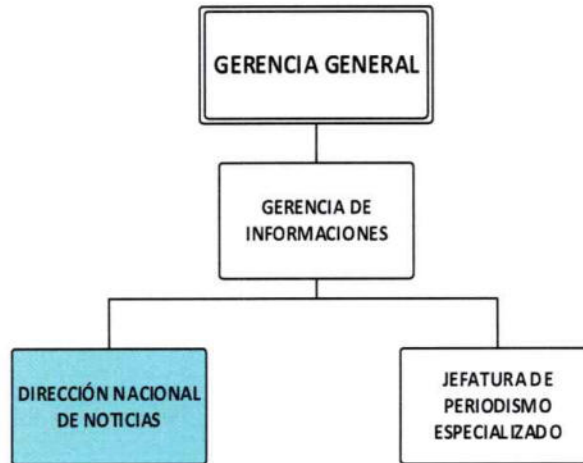 GERENCIA GENERAL
GERENCIA DE
INFORMACIONES
DIRECCIÓN NACIONAL
DE NOTICIAS
JEFATURA DE
PERIODISMO
ESPECIALIZADO